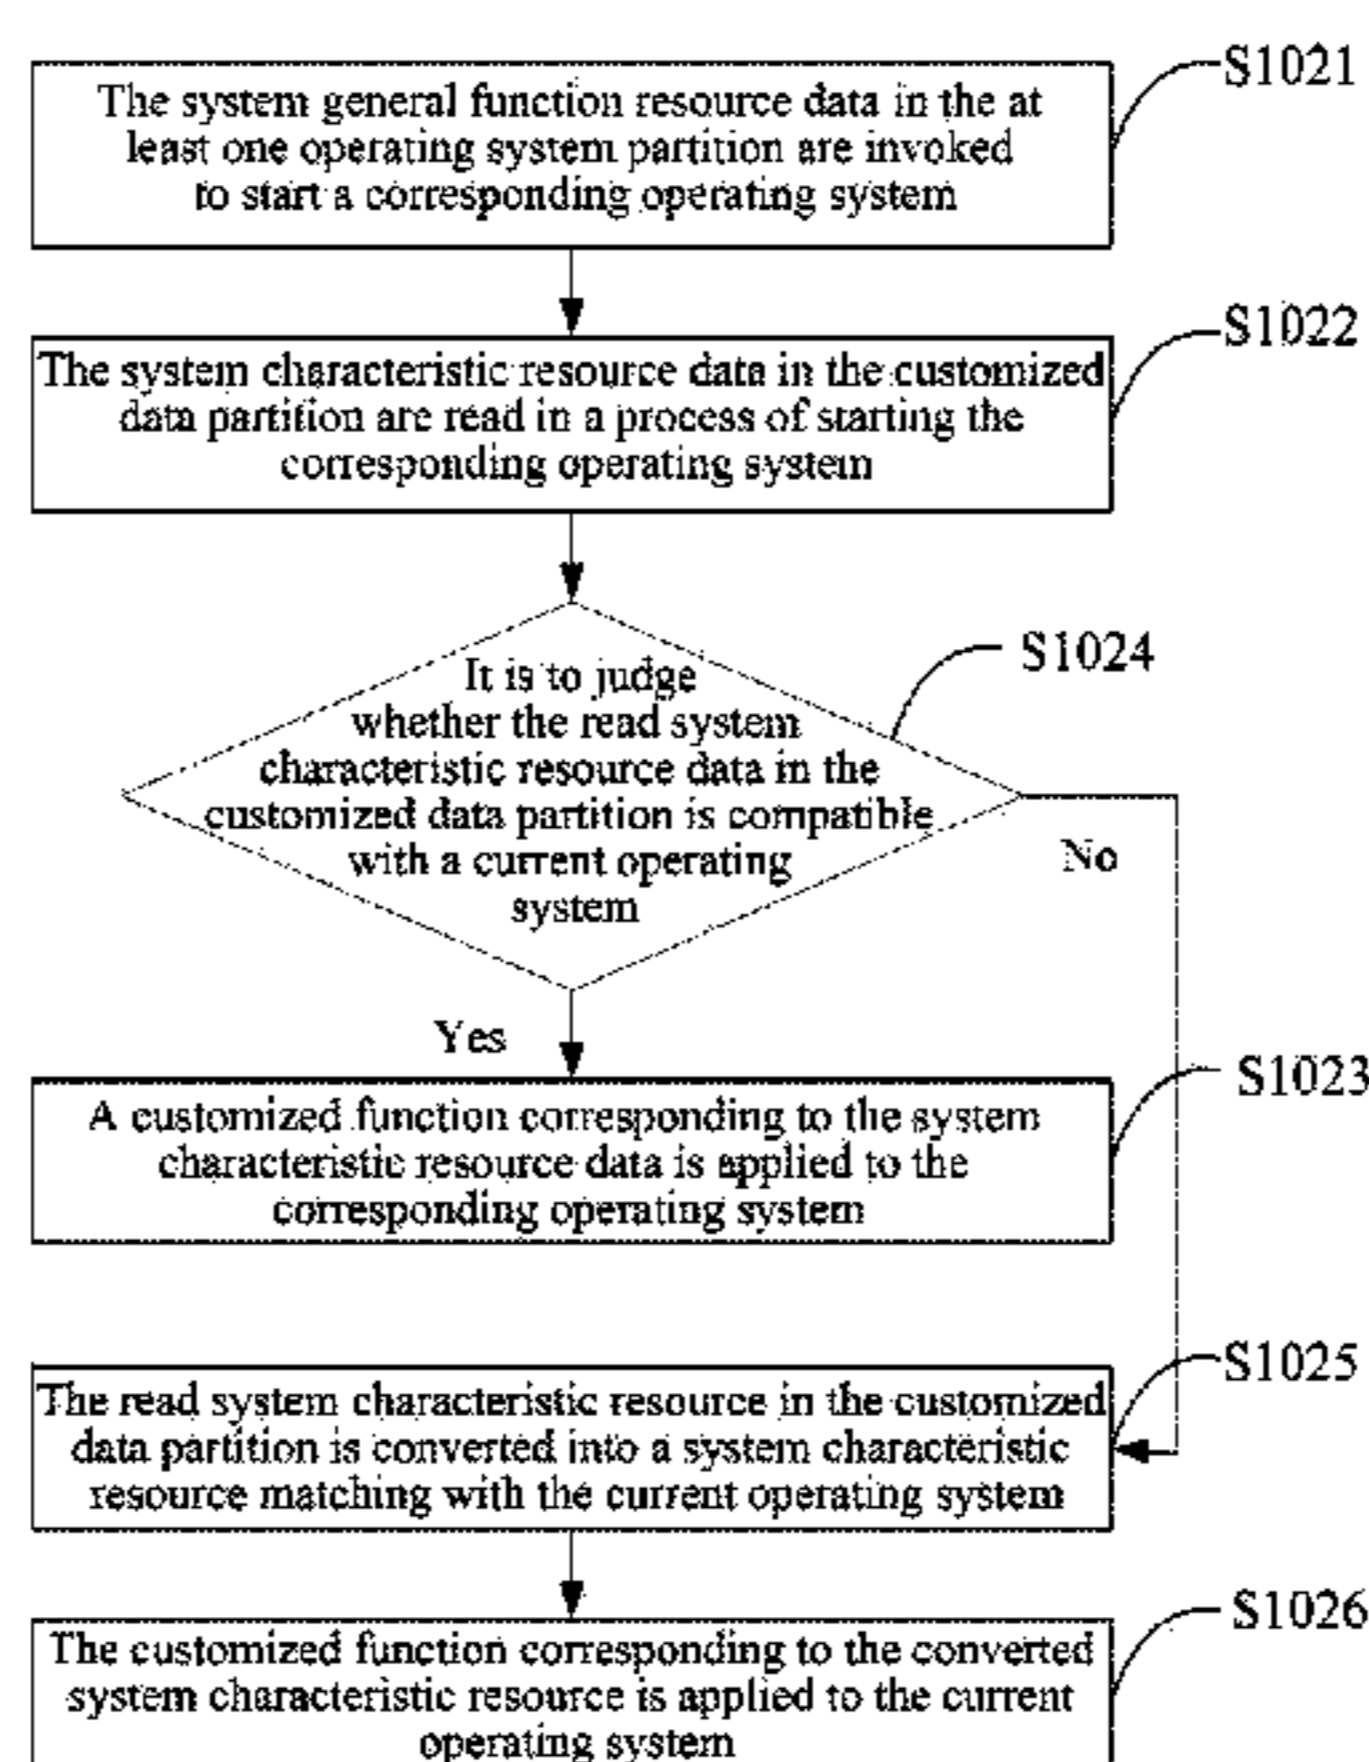 S1021
The system general function resource data in the at
least one operating system partition are invoked
to start a corresponding operating system
S1022
The system characteristic resource data in the customized
data partition are read in a process of starting the
corresponding operating system
S1024
It is to judge
whether the read system
characteristic resource data in the
customized data partition is compatible
with a current operating
system
No
Yes
S1023
A customized function corresponding to the system
characteristic resource data is applied to the
corresponding operating system
S1025
The read system characteristic resource in the customized
data partition is converted into a system characteristic
resource matching with the current operating system
S1026
The customized function corresponding to the converted
system characteristic resource is applied to the current
operating system